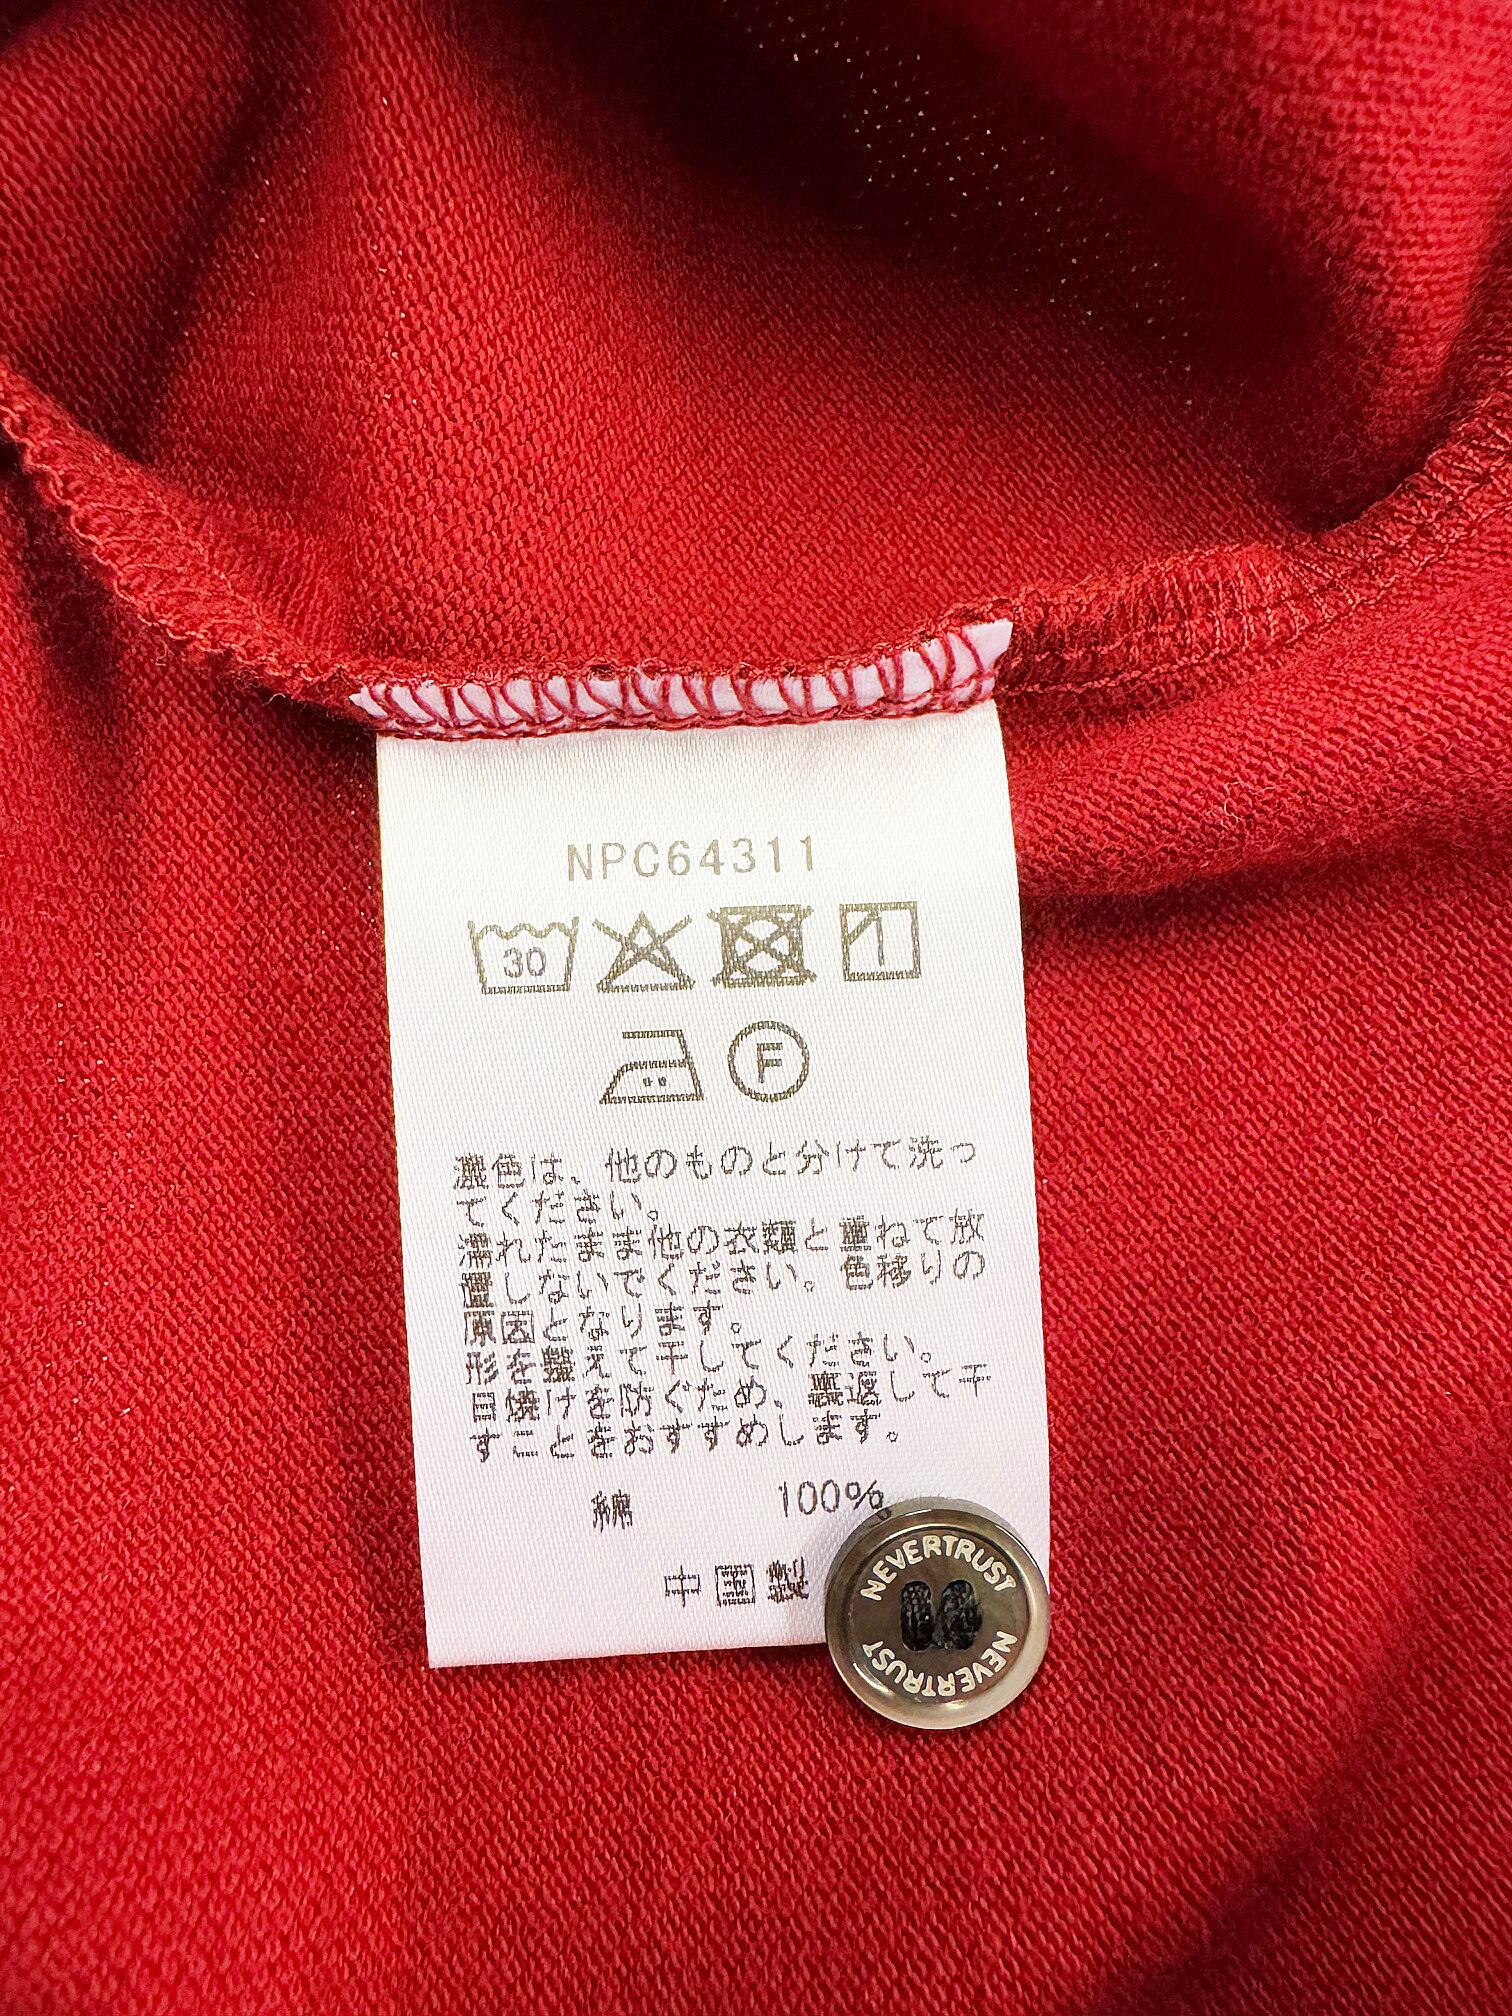 NPC64311
30
F
濃色は、他のものと分けて洗っ
てください。
濡れたまま他の衣類と重ねて放
置しないでください。色移りの
原因となります。
形を整えて干してください。
日焼けを防ぐため、裏返して干
すことをおすすめします。
綿 100%
中国製
NEVERTRUST
NEVERTRUST